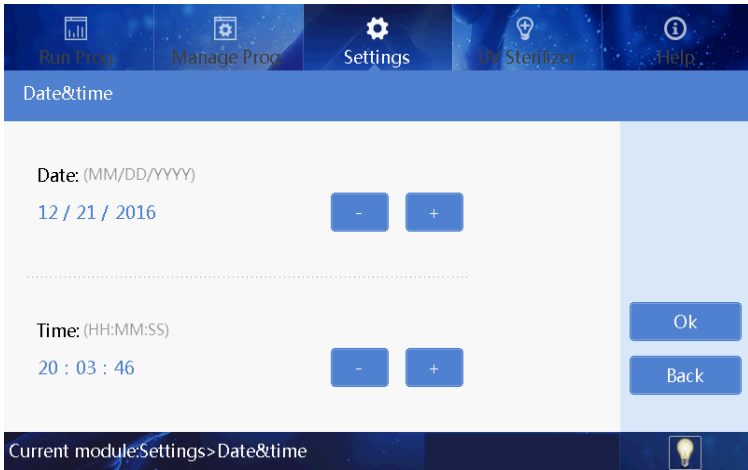 Run Prog.
Manage Prog.
Settings
UV Sterilizer
Help
Date&time
Date: (MM/DD/YYYY)
12 / 21 / 2016
- +
Time: (HH:MM:SS)
20 : 03 : 46
- +
Ok
Back
Current module:Settings>Date&time